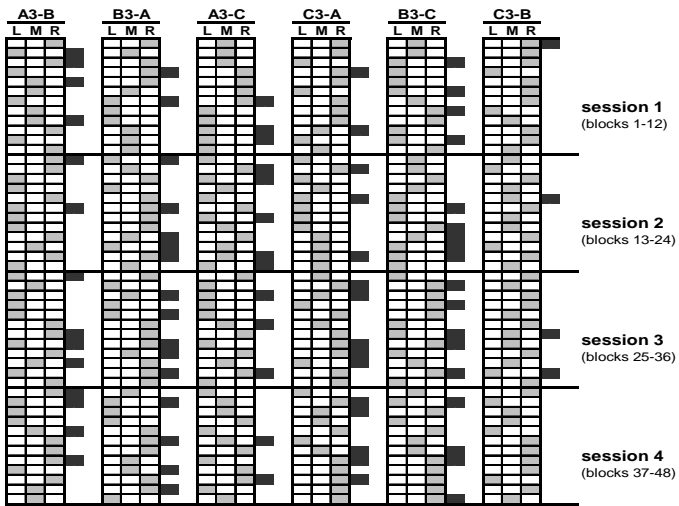 A3-B B3-A A3-C C3-A B3-C C3-B
L M R L M R L M R L M R L M R L M R
session 1
(blocks 1-12)
session 2
(blocks 13-24)
session 3
(blocks 25-36)
session 4
(blocks 37-48)